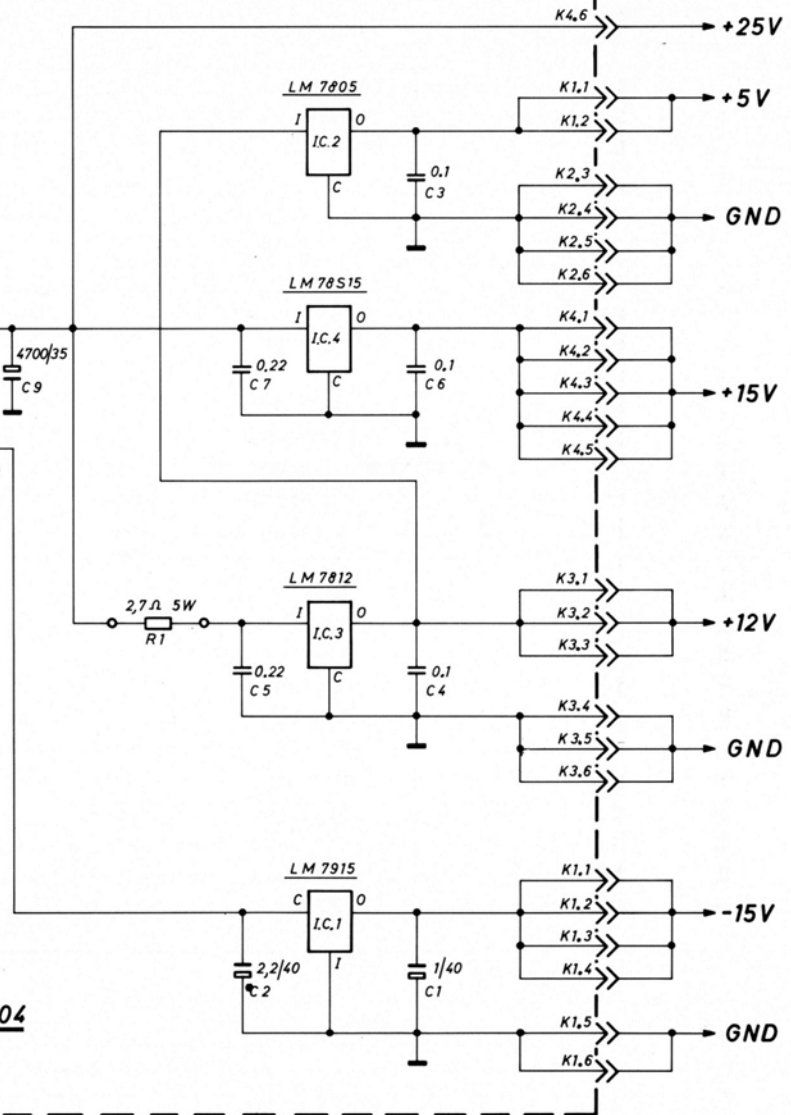 K4.6
+25V
LM 7805
K1.1
+5V
I
O
I.C.2
K1.2
0.1
C3
C
K2.3
K2.4
GND
K2.5
K2.6
LM 78S15
K4.1
I
O
I.C.4
4700/35
C9
0,22
C7
0.1
C6
C
K4.2
K4.3
+15V
K4.4
K4.5
LM 7812
K3.1
2,7Ω 5W
R1
I
O
I.C.3
K3.2
+12V
K3.3
0.22
C5
0.1
C4
C
K3.4
K3.5
GND
K3.6
LM 7915
K1.1
C
O
I.C.1
K1.2
-15V
K1.3
I
2,2/40
C2
1/40
C1
K1.4
04
K1.5
GND
K1.6